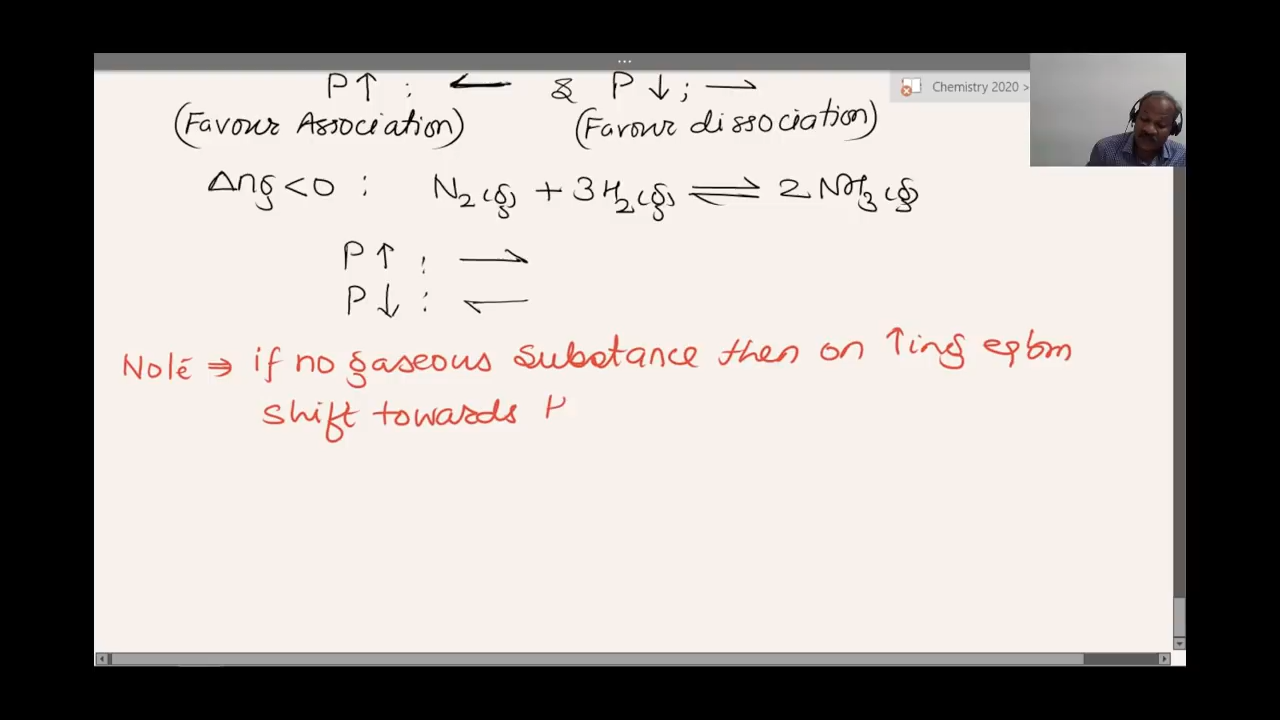 Chemistry 2020 >
P↑ : ← & P↓ ; →
(Favour Association) (Favour dissociation)
Δng<0 : N₂(g) + 3H₂(g) ⇌ 2NH₃(g)
P↑ : ⇀
P↓ : ↽
Note ⇒ if no gaseous substance then on ↑ing eqbm
shift towards